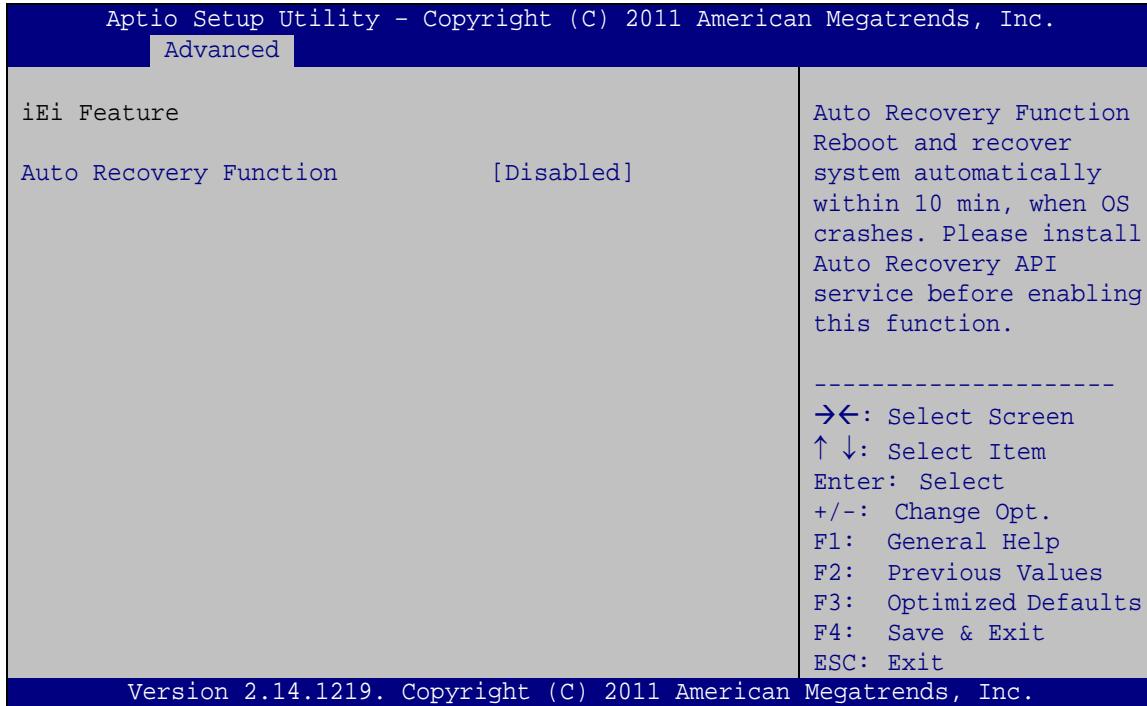 Aptio Setup Utility – Copyright (C) 2011 American Megatrends, Inc.
Advanced
iEi Feature
Auto Recovery Function [Disabled]
Auto Recovery Function
Reboot and recover
system automatically
within 10 min, when OS
crashes. Please install
Auto Recovery API
service before enabling
this function.
---------------------
→←: Select Screen
↑ ↓: Select Item
Enter: Select
+/-: Change Opt.
F1: General Help
F2: Previous Values
F3: Optimized Defaults
F4: Save & Exit
ESC: Exit
Version 2.14.1219. Copyright (C) 2011 American Megatrends, Inc.